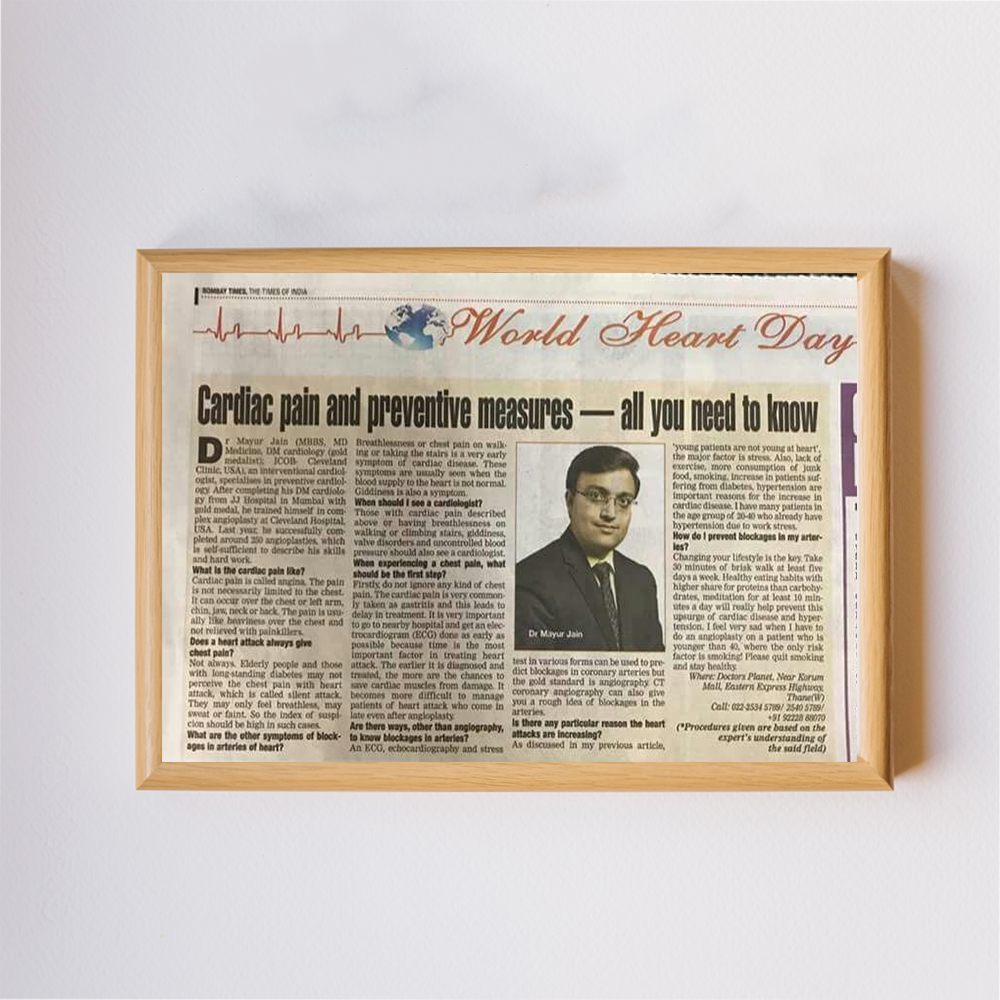 BOMBAY TIMES, THE TIMES OF INDIA
World Heart Day
Cardiac pain and preventive measures — all you need to know
Dr Mayur Jain (MBBS, MD
Medicine, DM cardiology (gold
medalist); ICOB- Cleveland
Clinic, USA), an interventional cardiol-
ogist, specialises in preventive cardiol-
ogy. After completing his DM cardiolo-
gy from JJ Hospital in Mumbai with
gold medal, he trained himself in com-
plex angioplasty at Cleveland Hospital,
USA. Last year, he successfully com-
pleted around 250 angioplasties, which
is self-sufficient to describe his skills
and hard work.
What is the cardiac pain like?
Cardiac pain is called angina. The pain
is not necessarily limited to the chest.
It can occur over the chest or left arm,
chin, jaw, neck or back. The pain is usu-
ally like heaviness over the chest and
not relieved with painkillers.
Does a heart attack always give
chest pain?
Not always. Elderly people and those
with long-standing diabetes may not
perceive the chest pain with heart
attack, which is called silent attack.
They may only feel breathless, may
sweat or faint. So the index of suspi-
cion should be high in such cases.
What are the other symptoms of block-
ages in arteries of heart?
Breathlessness or chest pain on walk-
ing or taking the stairs is a very early
symptom of cardiac disease. These
symptoms are usually seen when the
blood supply to the heart is not normal.
Giddiness is also a symptom.
When should I see a cardiologist?
Those with cardiac pain described
above or having breathlessness on
walking or climbing stairs, giddiness,
valve disorders and uncontrolled blood
pressure should also see a cardiologist.
When experiencing a chest pain, what
should be the first step?
Firstly, do not ignore any kind of chest
pain. The cardiac pain is very common-
ly taken as gastritis and this leads to
delay in treatment. It is very important
to go to nearby hospital and get an elec-
trocardiogram (ECG) done as early as
possible because time is the most
important factor in treating heart
attack. The earlier it is diagnosed and
treated, the more are the chances to
save cardiac muscles from damage. It
becomes more difficult to manage
patients of heart attack who come in
late even after angioplasty.
Are there ways, other than angiography,
to know blockages in arteries?
An ECG, echocardiography and stress
Dr Mayur Jain
test in various forms can be used to pre-
dict blockages in coronary arteries but
the gold standard is angiography. CT
coronary angiography can also give
you a rough idea of blockages in the
arteries.
Is there any particular reason the heart
attacks are increasing?
As discussed in my previous article,
'young patients are not young at heart',
the major factor is stress. Also, lack of
exercise, more consumption of junk
food, smoking, increase in patients suf-
fering from diabetes, hypertension are
important reasons for the increase in
cardiac disease. I have many patients in
the age group of 20-40 who already have
hypertension due to work stress.
How do I prevent blockages in my arter-
ies?
Changing your lifestyle is the key. Take
30 minutes of brisk walk at least five
days a week. Healthy eating habits with
higher share for proteins than carbohy-
drates, meditation for at least 10 min-
utes a day will really help prevent this
upsurge of cardiac disease and hyper-
tension. I feel very sad when I have to
do an angioplasty on a patient who is
younger than 40, where the only risk
factor is smoking! Please quit smoking
and stay healthy.
Where: Doctors Planet, Near Korum
Mall, Eastern Express Highway,
Thane(W)
Call: 022-2534 5789/ 2540 5789/
+91 92228 88070
(*Procedures given are based on the
expert's understanding of
the said field)